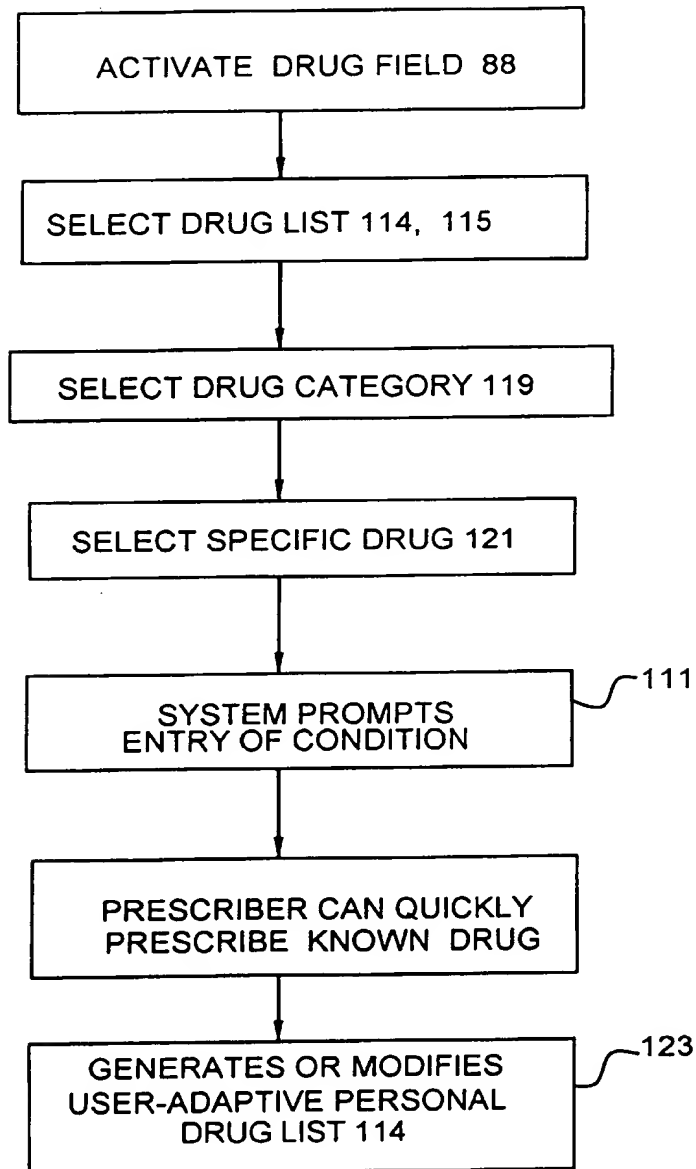 ACTIVATE DRUG FIELD 88
SELECT DRUG LIST 114, 115
SELECT DRUG CATEGORY 119
SELECT SPECIFIC DRUG 121
SYSTEM PROMPTS
ENTRY OF CONDITION
111
PRESCRIBER CAN QUICKLY
PRESCRIBE KNOWN DRUG
GENERATES OR MODIFIES
USER-ADAPTIVE PERSONAL
DRUG LIST 114
123